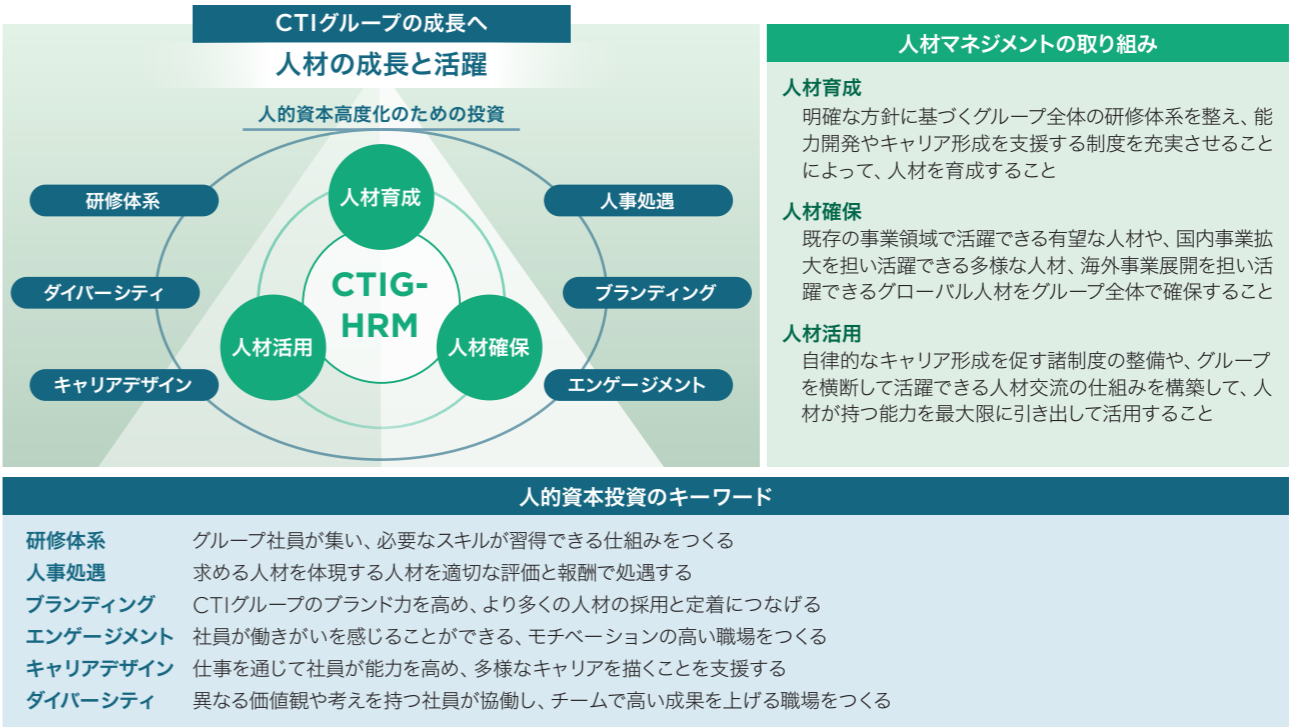 CTIグループの成長へ
人材の成長と活躍
人的資本高度化のための投資
研修体系
ダイバーシティ
キャリアデザイン
人材育成
CTIG-
HRM
人材活用
人材確保
人事処遇
ブランディング
エンゲージメント
人材マネジメントの取り組み
人材育成
明確な方針に基づくグループ全体の研修体系を整え、能
力開発やキャリア形成を支援する制度を充実させること
によって、人材を育成すること
人材確保
既存の事業領域で活躍できる有望な人材や、国内事業拡
大を担い活躍できる多様な人材、海外事業展開を担い活
躍できるグローバル人材をグループ全体で確保すること
人材活用
自律的なキャリア形成を促す諸制度の整備や、グループ
を横断して活躍できる人材交流の仕組みを構築して、人
材が持つ能力を最大限に引き出して活用すること
人的資本投資のキーワード
研修体系 グループ社員が集い、必要なスキルが習得できる仕組みをつくる
人事処遇 求める人材を体現する人材を適切な評価と報酬で処遇する
ブランディング CTIグループのブランド力を高め、より多くの人材の採用と定着につなげる
エンゲージメント 社員が働きがいを感じることができる、モチベーションの高い職場をつくる
キャリアデザイン 仕事を通じて社員が能力を高め、多様なキャリアを描くことを支援する
ダイバーシティ 異なる価値観や考えを持つ社員が協働し、チームで高い成果を上げる職場をつくる